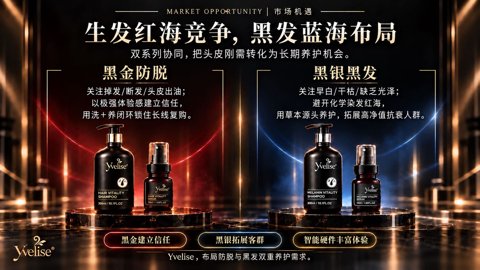 MARKET OPPORTUNITY | 市场机遇
生发红海竞争,黑发蓝海布局
双系列协同,把头皮刚需转化为长期养护机会。
黑金防脱
关注掉发/断发/头皮出油;
以极强体验感建立信任,
用洗+养闭环锁住长线复购。
黑银黑发
关注早白/干枯/缺乏光泽;
避开化学染发红海,
用草本源头养护,拓展高净值抗衰人群。
Yvelise
HAIR VITALITY
SHAMPOO
Yvelise
Yvelise
MELANIN VITALITY
SHAMPOO
Yvelise
黑金建立信任
黑银拓展客群
智能硬件丰富体验
Yvelise,布局防脱与黑发双重养护需求。
Yvelise